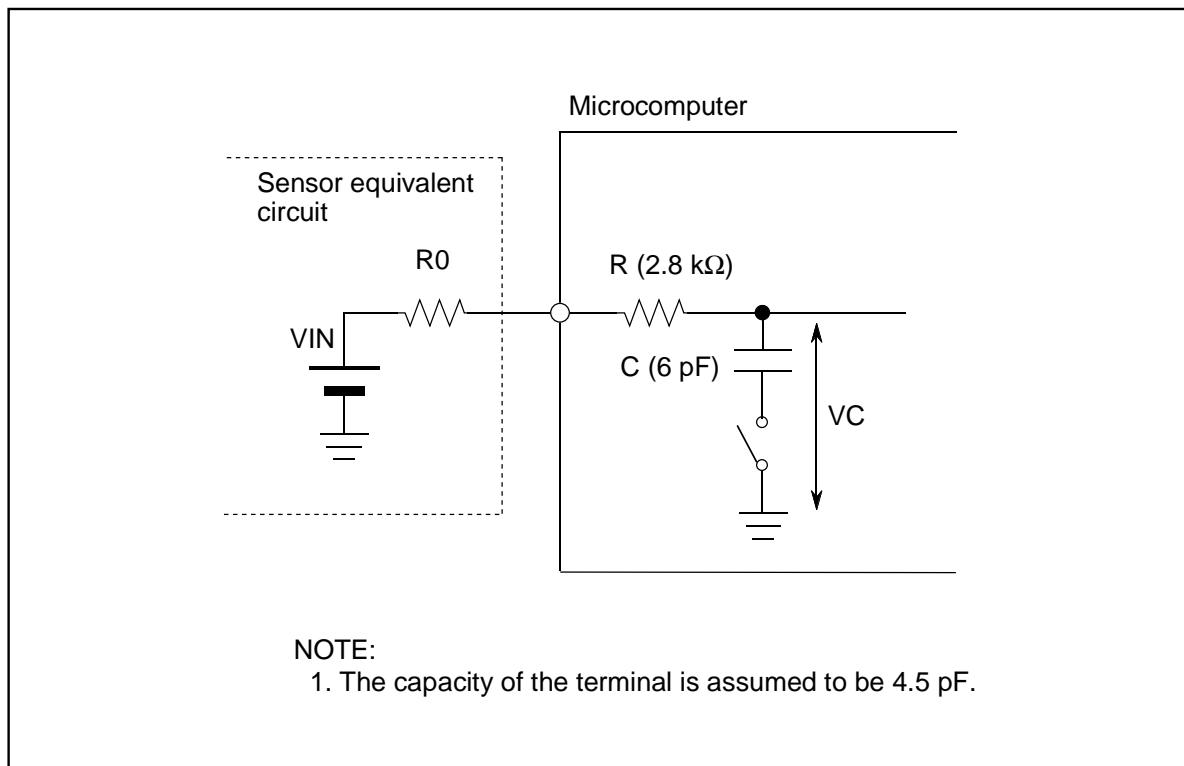 Microcomputer
Sensor equivalent
circuit
R0
R (2.8 kΩ)
VIN
C (6 pF)
VC
NOTE:
1. The capacity of the terminal is assumed to be 4.5 pF.